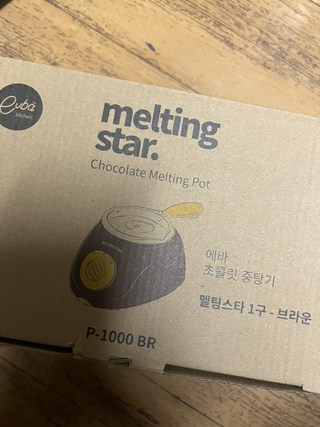 euba
kitchen
melting
star.
Chocolate Melting Pot
에바
초콜릿 중탕기
멜팅스타 1구 - 브라운
P-1000 BR